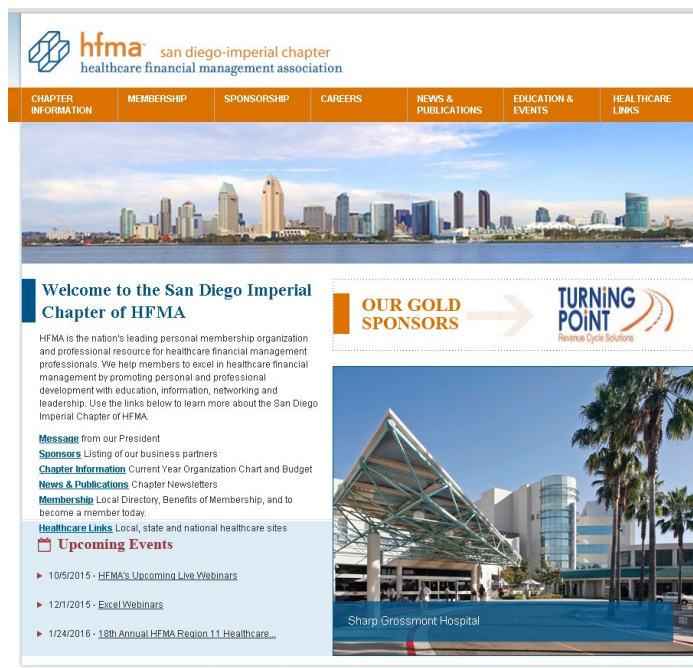 hfma™ san diego-imperial chapter
healthcare financial management association
CHAPTER INFORMATION
MEMBERSHIP
SPONSORSHIP
CAREERS
NEWS & PUBLICATIONS
EDUCATION & EVENTS
HEALTHCARE LINKS
Welcome to the San Diego Imperial
Chapter of HFMA
HFMA is the nation's leading personal membership organization
and professional resource for healthcare financial management
professionals. We help members to excel in healthcare financial
management by promoting personal and professional
development with education, information, networking and
leadership. Use the links below to learn more about the San Diego
Imperial Chapter of HFMA.
Message from our President
Sponsors Listing of our business partners
Chapter Information Current Year Organization Chart and Budget
News & Publications Chapter Newsletters
Membership Local Directory, Benefits of Membership, and to
become a member today.
Healthcare Links Local, state and national healthcare sites
Upcoming Events
10/5/2015 - HFMA's Upcoming Live Webinars
12/1/2015 - Excel Webinars
1/24/2016 - 18th Annual HFMA Region 11 Healthcare...
OUR GOLD
SPONSORS
TURNiNG
POiNT
Revenue Cycle Solutions
Sharp Grossmont Hospital